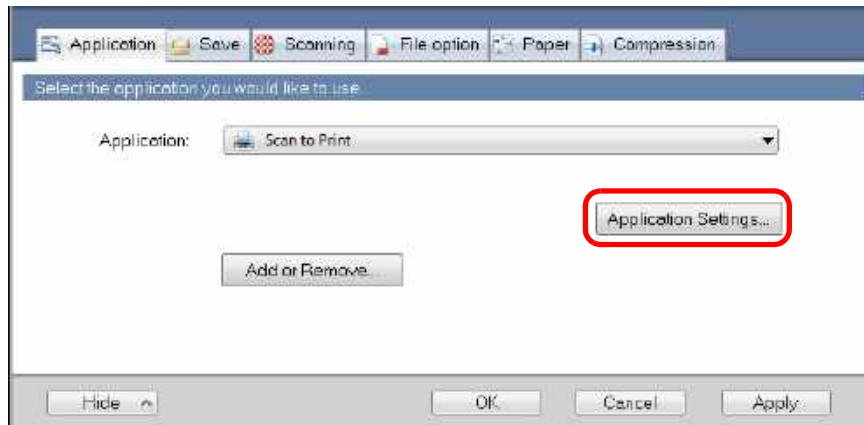 Application Save Scanning File option Paper Compression
Select the application you would like to use
Application: Scan to Print
Application Settings...
Add or Remove...
Hide OK Cancel Apply